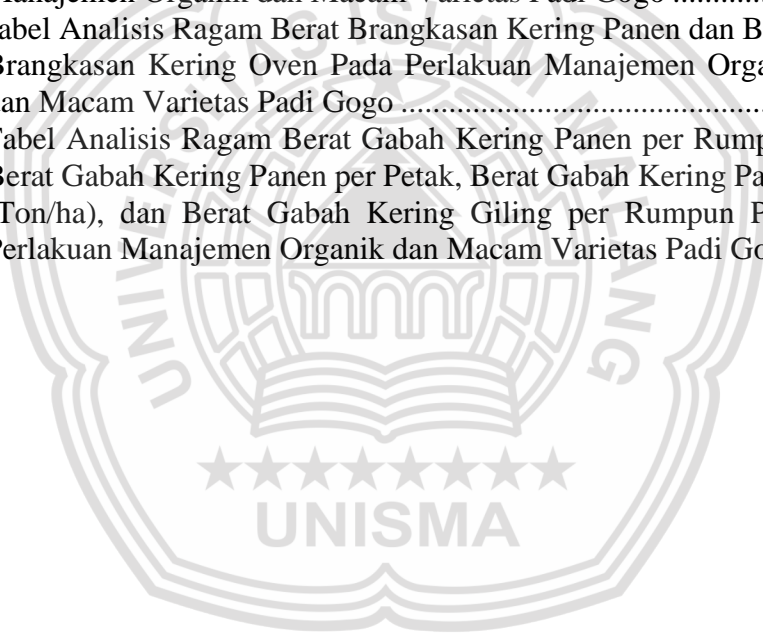 Manajemen Organik dan Macam Varietas Padi Gogo ...........
Tabel Analisis Ragam Berat Brangkasan Kering Panen dan B
Brangkasan Kering Oven Pada Perlakuan Manajemen Orga
dan Macam Varietas Padi Gogo ......................................
Tabel Analisis Ragam Berat Gabah Kering Panen per Rump
Berat Gabah Kering Panen per Petak, Berat Gabah Kering Pa
(Ton/ha), dan Berat Gabah Kering Giling per Rumpun P
Perlakuan Manajemen Organik dan Macam Varietas Padi Go
UNIVERSITAS ISLAM MALANG
UNISMA